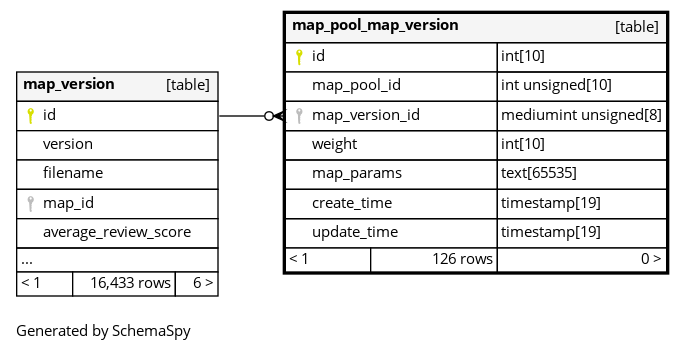 map_version [table]
id
version
filename
map_id
average_review_score
...
< 1 16,433 rows 6 >
map_pool_map_version [table]
id int[10]
map_pool_id int unsigned[10]
map_version_id mediumint unsigned[8]
weight int[10]
map_params text[65535]
create_time timestamp[19]
update_time timestamp[19]
< 1 126 rows 0 >
Generated by SchemaSpy